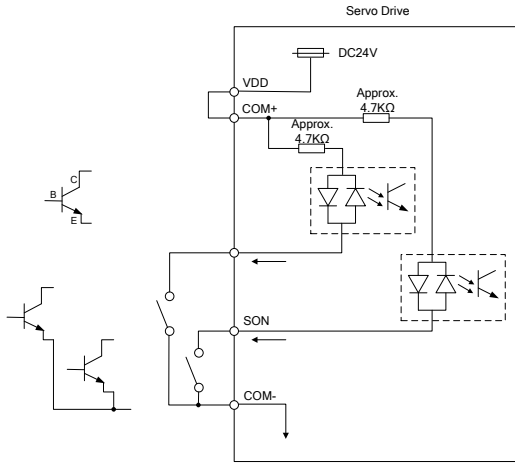 Servo Drive
DC24V
VDD
COM+
Approx.
4.7KΩ
Approx.
4.7KΩ
C
B
E
SON
COM-